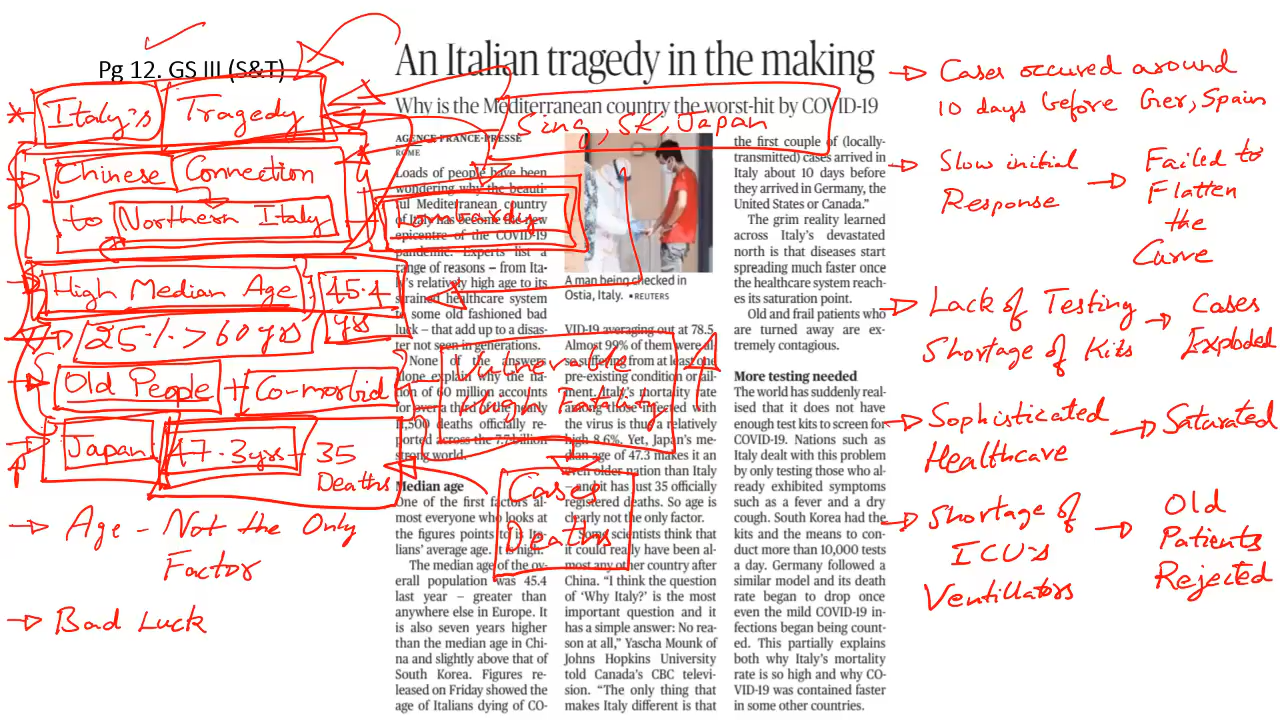 Pg 12. GS III (S&T)
* Italy's Tragedy
→ Chinese Connection
to Northern Italy
Lombardy
→ High Median Age : 45.4
yrs
→ 25% > 60 yrs
→ Old People + Co-morbid
Vulnerable
High Fatality
→ Japan 47.3yrs - 35
Deaths
Cases
Deaths
→ Age - Not the Only
Factor
→ Bad Luck
Sing, SK, Japan
An Italian tragedy in the making
Why is the Mediterranean country the worst-hit by COVID-19
AGENCE FRANCE-PRESSE
ROME
Loads of people have been
wondering why the beauti-
ful Mediterranean country
of Italy has become the new
epicentre of the COVID-19
pandemic. Experts list a
range of reasons – from Ita-
ly's relatively high age to its
strained healthcare system
to some old fashioned bad
luck – that add up to a disas-
ter not seen in generations.
None of the answers
alone explain why the na-
tion of 60 million accounts
for over a third of the nearly
11,500 deaths officially re-
ported across the 7.7 billion
strong world.
Median age
One of the first factors al-
most everyone who looks at
the figures points to is Ita-
lians' average age. It is high.
The median age of the ov-
erall population was 45.4
last year – greater than
anywhere else in Europe. It
is also seven years higher
than the median age in Chi-
na and slightly above that of
South Korea. Figures re-
leased on Friday showed the
age of Italians dying of CO-
A man being checked in
Ostia, Italy. ▪REUTERS
VID-19 averaging out at 78.5.
Almost 99% of them were al-
so suffering from at least one
pre-existing condition or ail-
ment. Italy's mortality rate
among those infected with
the virus is thus a relatively
high 8.6%. Yet, Japan's me-
dian age of 47.3 makes it an
even older nation than Italy
– and it has just 35 officially
registered deaths. So age is
clearly not the only factor.
Some scientists think that
it could really have been al-
most any other country after
China. “I think the question
of ‘Why Italy?’ is the most
important question and it
has a simple answer: No rea-
son at all,” Yascha Mounk of
Johns Hopkins University
told Canada's CBC televi-
sion. “The only thing that
makes Italy different is that
the first couple of (locally-
transmitted) cases arrived in
Italy about 10 days before
they arrived in Germany, the
United States or Canada.”
The grim reality learned
across Italy's devastated
north is that diseases start
spreading much faster once
the healthcare system reach-
es its saturation point.
Old and frail patients who
are turned away are ex-
tremely contagious.
More testing needed
The world has suddenly real-
ised that it does not have
enough test kits to screen for
COVID-19. Nations such as
Italy dealt with this problem
by only testing those who al-
ready exhibited symptoms
such as a fever and a dry
cough. South Korea had the
kits and the means to con-
duct more than 10,000 tests
a day. Germany followed a
similar model and its death
rate began to drop once
even the mild COVID-19 in-
fections began being count-
ed. This partially explains
both why Italy's mortality
rate is so high and why CO-
VID-19 was contained faster
in some other countries.
→ Cases occured around
10 days before Ger, Spain
→ Slow initial Response → Failed to
Flatten
the
Curve
→ Lack of Testing
Shortage of Kits → Cases
Exploded
→ Sophisticated
Healthcare → Saturated
→ Shortage of
ICU's
Ventillators → Old
Patients
Rejected